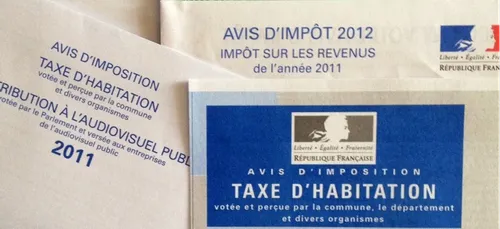 AVIS D'IMPOSITION
TAXE D'HABITATION
votée et perçue par la commune
et divers organismes
TRIBUTION À L'AUDIOVISUEL PUBL
votée par le Parlement et versée aux entreprises
de l'audiovisuel public
2011
AVIS D'IMPÔT 2012
IMPÔT SUR LES REVENUS
de l'année 2011
Liberté • Égalité • Fraternité
RÉPUBLIQUE FRANÇA
Liberté • Égalité • Fraternité
RÉPUBLIQUE FRANÇAISE
AVIS D'IMPOSITION
TAXE D'HABITATION
votée et perçue par la commune, le département
et divers organismes